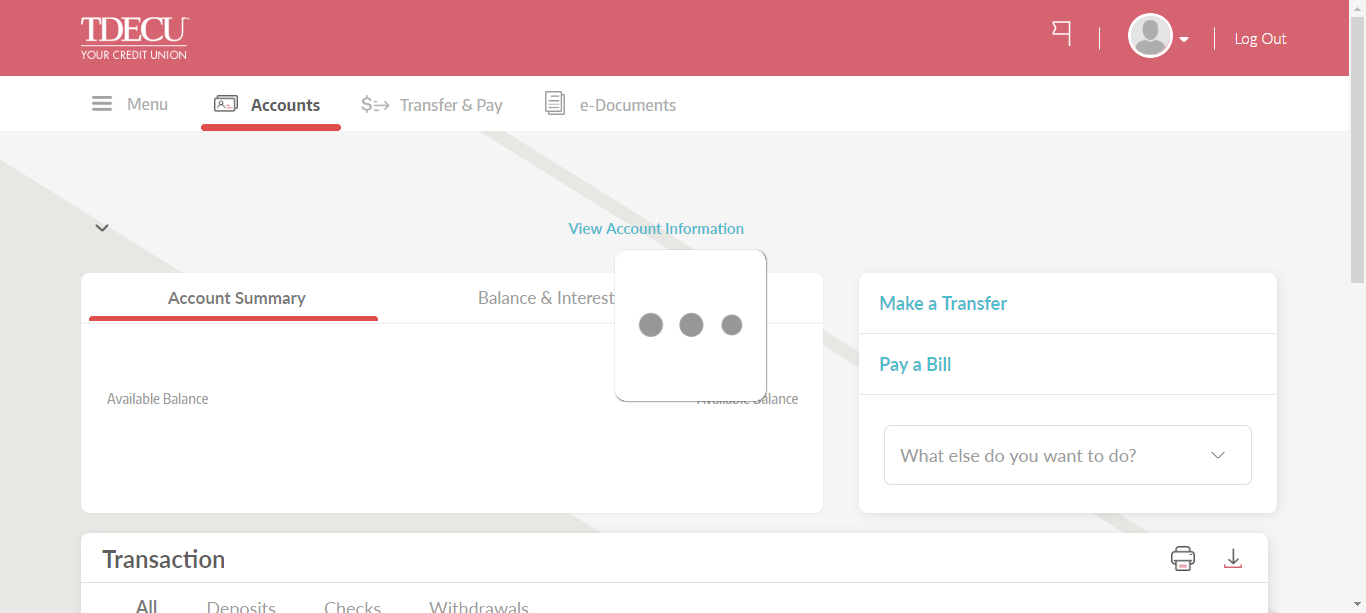 TDECU
YOUR CREDIT UNION
Log Out
Menu
Accounts
$ Transfer & Pay
e-Documents
View Account Information
Account Summary
Balance & Interest
Make a Transfer
Pay a Bill
Available Balance
Available Balance
What else do you want to do?
Transaction
All
Deposits
Checks
Withdrawals